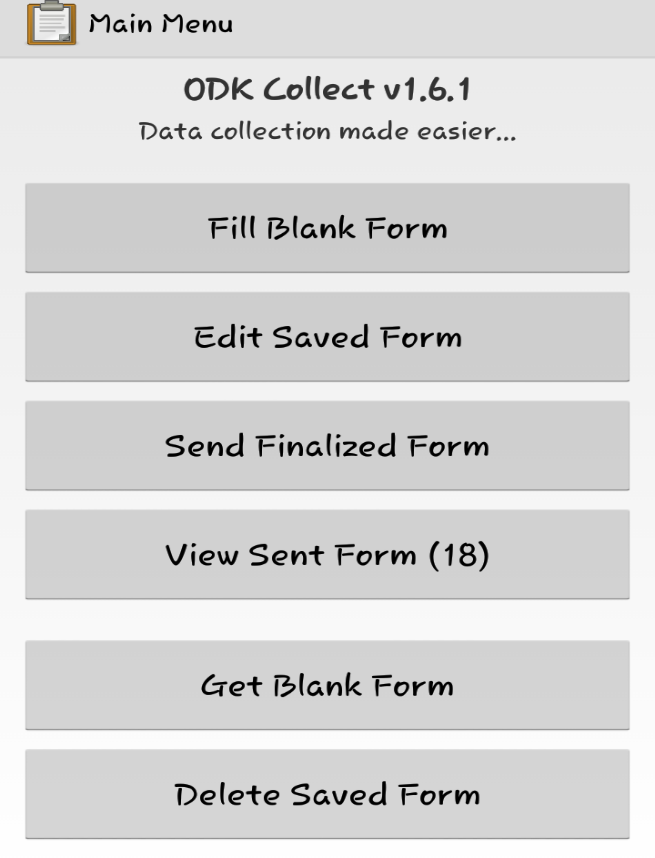 Main Menu
ODK Collect v1.6.1
Data collection made easier...
Fill Blank Form
Edit Saved Form
Send Finalized Form
View Sent Form (18)
Get Blank Form
Delete Saved Form